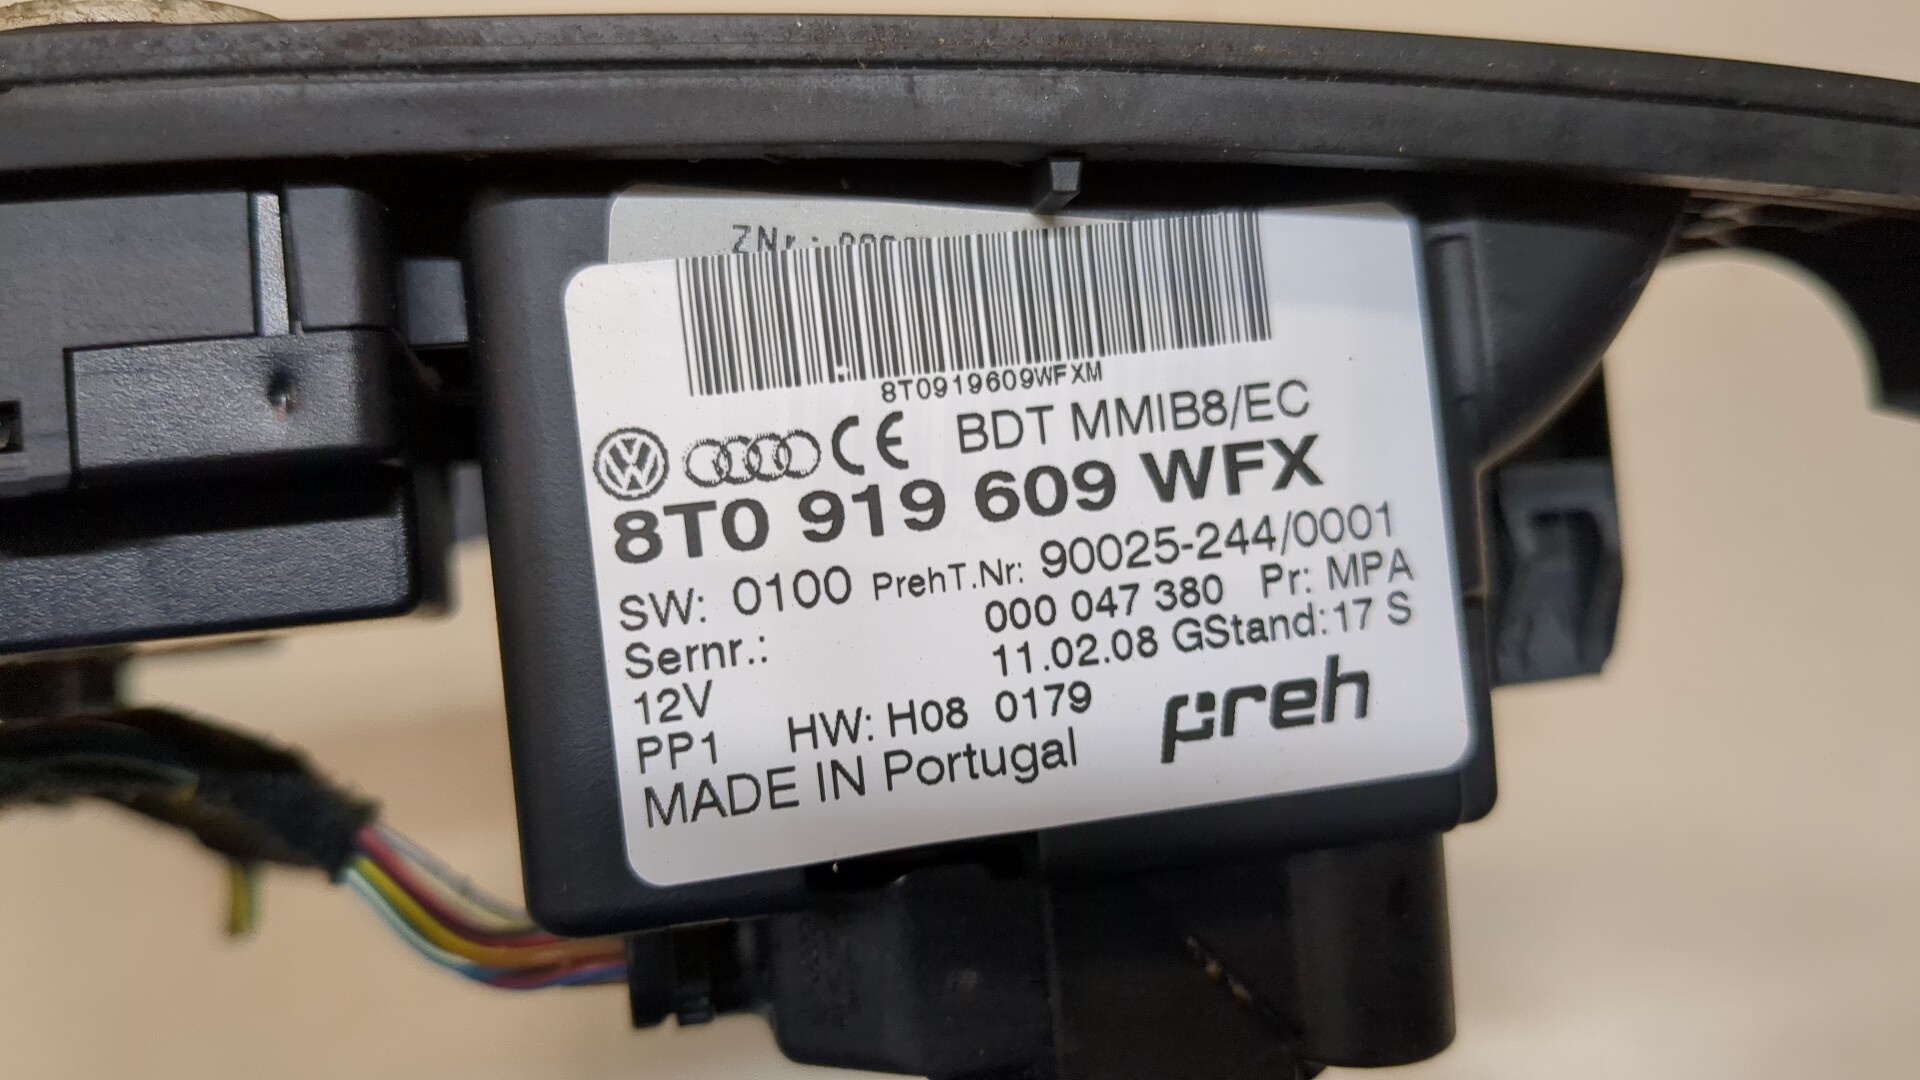 ZNr.:
8T0919609WFXM
CE BDT MMIB8/EC
8T0 919 609 WFX
SW: 0100 PrehT.Nr: 90025-244/0001
Sernr.: 000 047 380 Pr: MPA
12V 11.02.08 GStand: 17 S
PP1 HW: H08 0179 preh
MADE IN Portugal